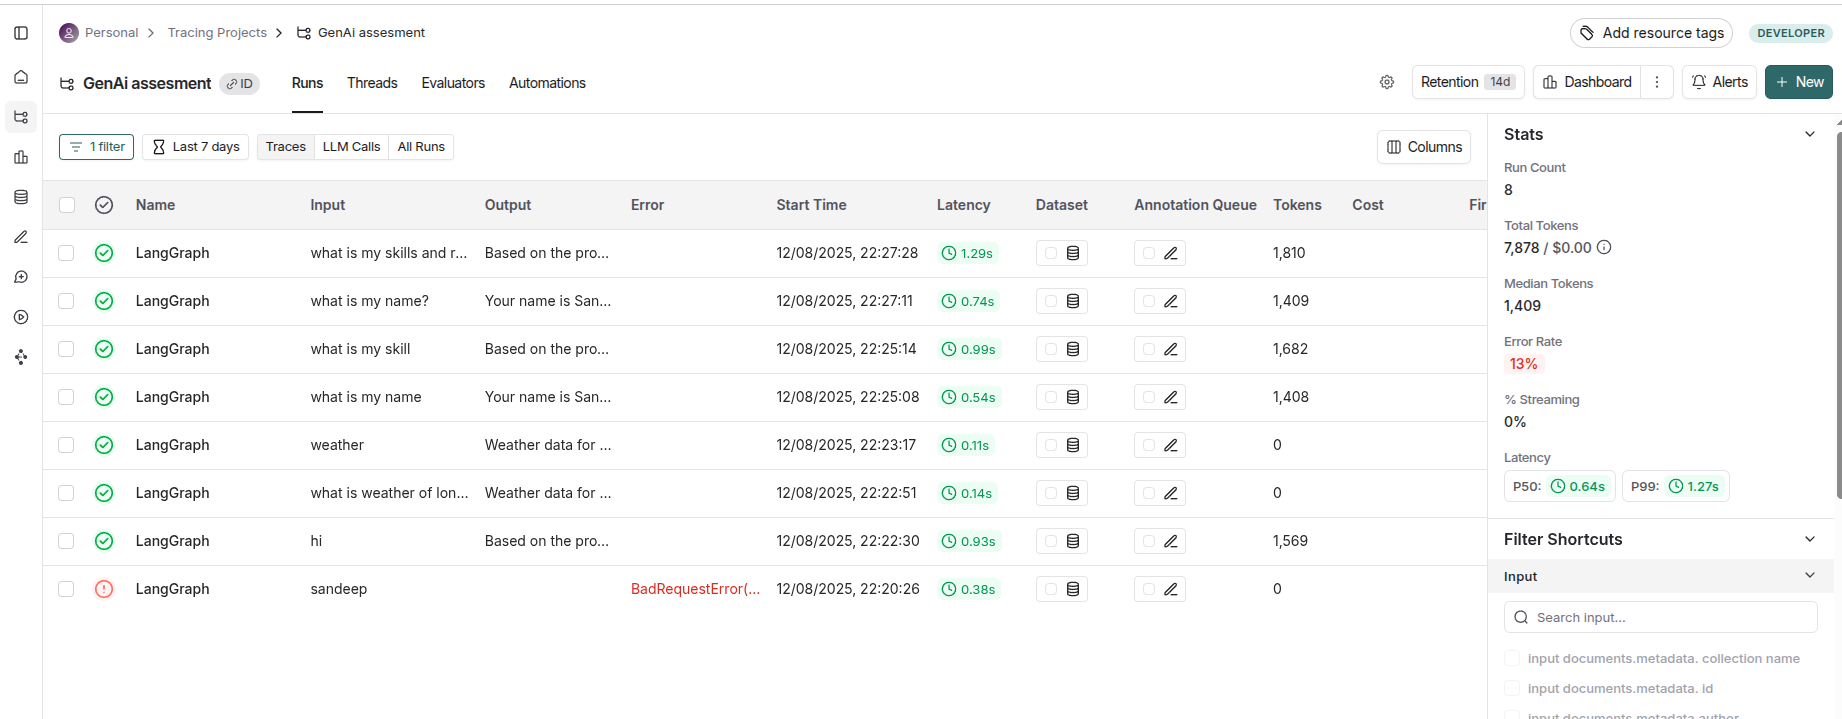 Personal > Tracing Projects > GenAi assesment
Add resource tags
DEVELOPER
GenAi assesment ID Runs Threads Evaluators Automations
Retention 14d Dashboard Alerts + New
1 filter Last 7 days Traces LLM Calls All Runs Columns
Name Input Output Error Start Time Latency Dataset Annotation Queue Tokens Cost Fir
LangGraph what is my skills and r... Based on the pro... 12/08/2025, 22:27:28 1.29s 1,810
LangGraph what is my name? Your name is San... 12/08/2025, 22:27:11 0.74s 1,409
LangGraph what is my skill Based on the pro... 12/08/2025, 22:25:14 0.99s 1,682
LangGraph what is my name Your name is San... 12/08/2025, 22:25:08 0.54s 1,408
LangGraph weather Weather data for ... 12/08/2025, 22:23:17 0.11s 0
LangGraph what is weather of lon... Weather data for ... 12/08/2025, 22:22:51 0.14s 0
LangGraph hi Based on the pro... 12/08/2025, 22:22:30 0.93s 1,569
LangGraph sandeep BadRequestError(... 12/08/2025, 22:20:26 0.38s 0
Stats
Run Count
8
Total Tokens
7,878 / $0.00
Median Tokens
1,409
Error Rate
13%
% Streaming
0%
Latency
P50: 0.64s P99: 1.27s
Filter Shortcuts
Input
Search input...
input documents.metadata. collection name
input documents.metadata. id
input documents.metadata.author